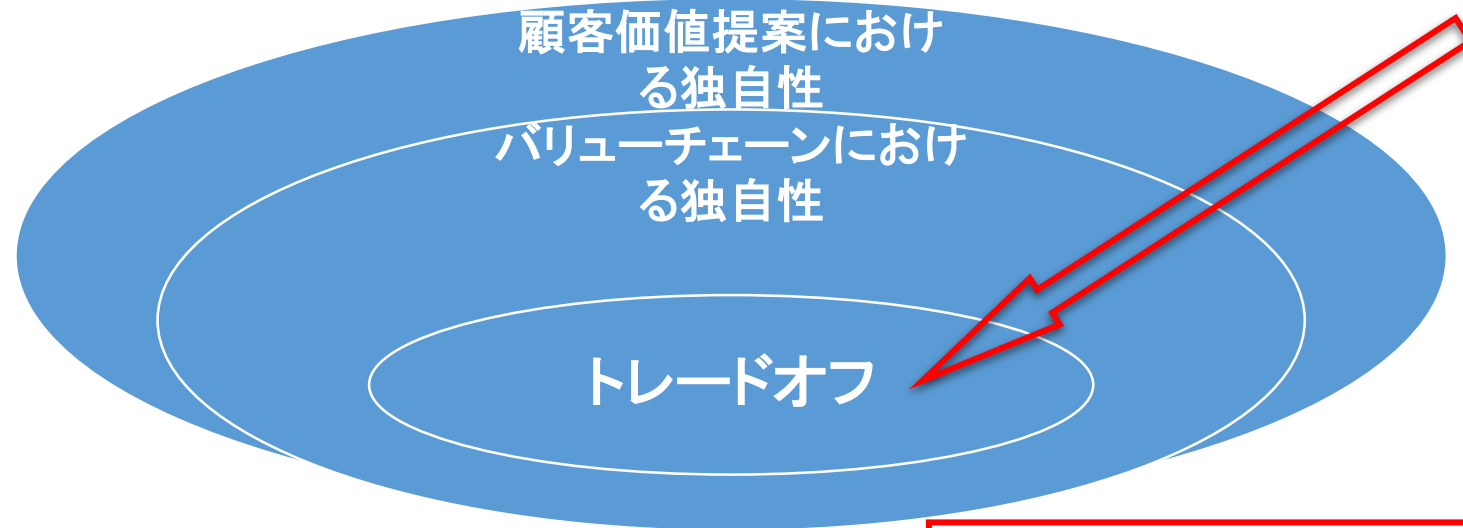 顧客価値提案におけ
る独自性
バリューチェーンにおけ
る独自性
トレードオフ